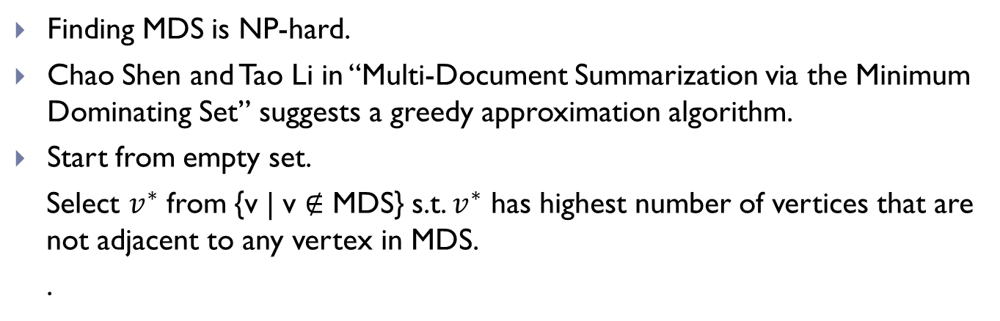 Finding MDS is NP-hard.
Chao Shen and Tao Li in “Multi-Document Summarization via the Minimum
Dominating Set” suggests a greedy approximation algorithm.
Start from empty set.
Select 𝑣* from {v | v ∉ MDS} s.t. 𝑣* has highest number of vertices that are
not adjacent to any vertex in MDS.
.